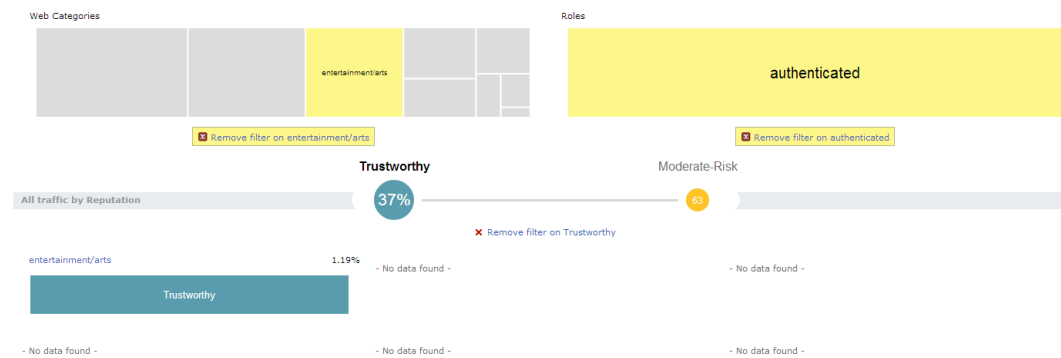 Web Categories
Roles
entertainment/arts
authenticated
Remove filter on entertainment/arts
Remove filter on authenticated
Trustworthy
Moderate-Risk
All traffic by Reputation
37%
63
Remove filter on Trustworthy
entertainment/arts
1.19%
- No data found -
- No data found -
Trustworthy
- No data found -
- No data found -
- No data found -